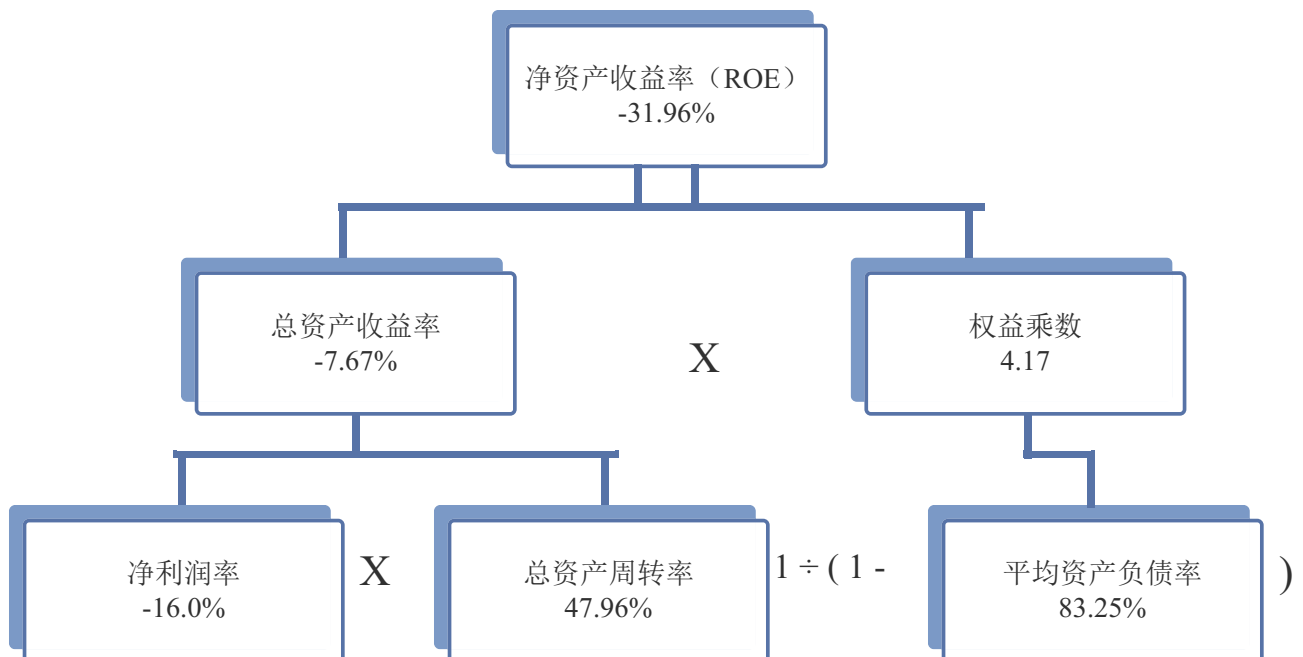 净资产收益率（ROE）
-31.96%
总资产收益率
-7.67%
X
权益乘数
4.17
净利润率
-16.0%
X
总资产周转率
47.96%
1 ÷ ( 1 -
平均资产负债率
83.25%
)